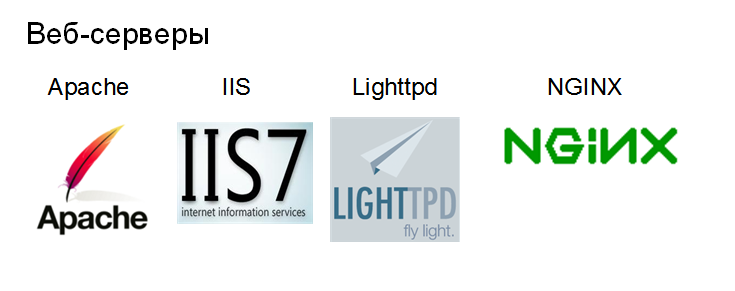 Веб-серверы
Apache IIS Lighttpd NGINX
Apache
IIS7
internet information services
LIGHTTPD
fly light.
NGiNX